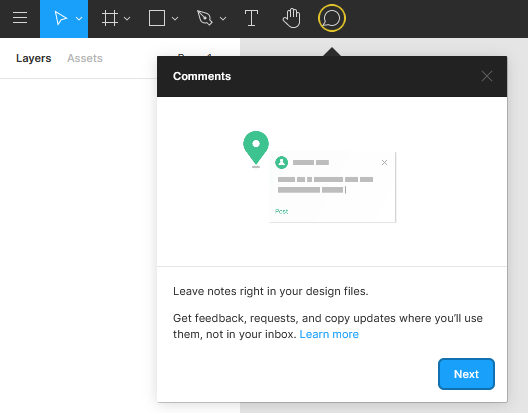 Layers
Assets
Comments
Post
Leave notes right in your design files.
Get feedback, requests, and copy updates where you'll use
them, not in your inbox. Learn more
Next